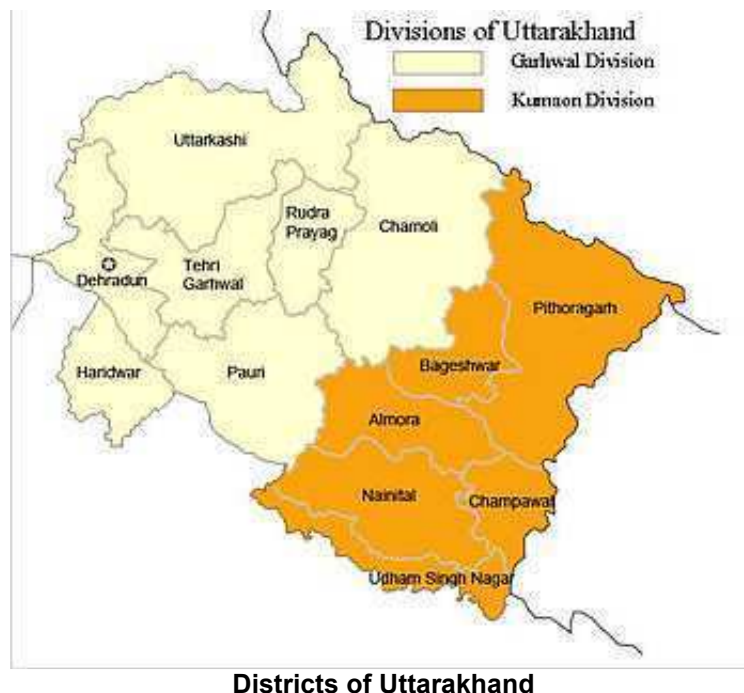 Divisions of Uttarakhand
Garhwal Division
Kumaon Division
Uttarkashi
Rudra
Prayag
Chamoli
Tehri
Garhwal
Dehradun
Pithoragarh
Haridwar
Pauri
Bageshwar
Almora
Nainital
Champawat
Udham Singh Nagar
Districts of Uttarakhand